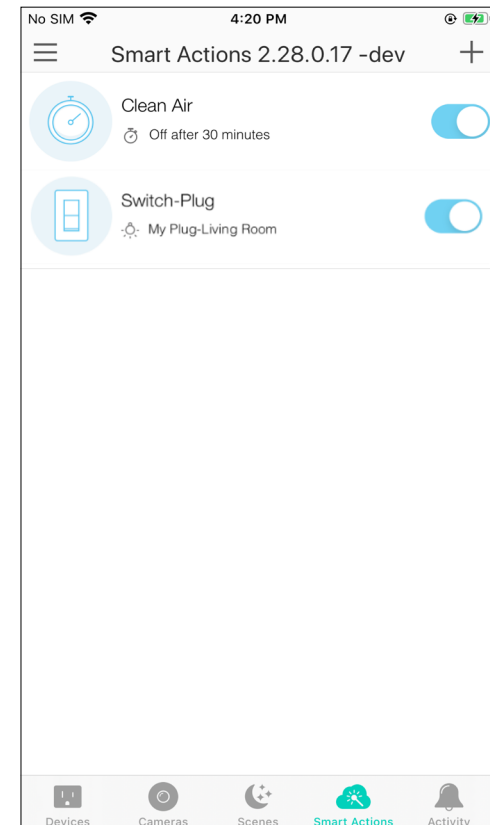 No SIM 4:20 PM
Smart Actions 2.28.0.17 -dev
Clean Air
Off after 30 minutes
Switch-Plug
My Plug-Living Room
Devices Cameras Scenes Smart Actions Activity